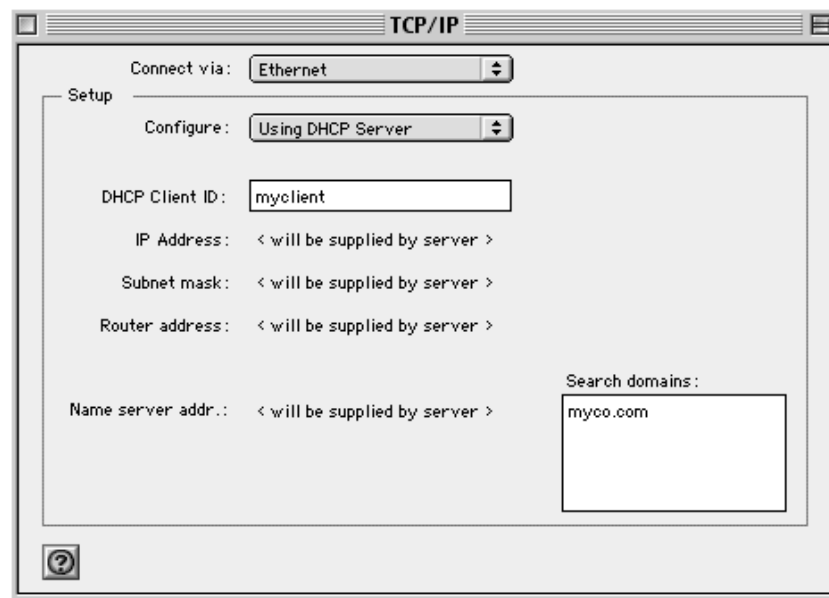 TCP/IP
Connect via: Ethernet
Setup
Configure: Using DHCP Server
DHCP Client ID: myclient
IP Address: < will be supplied by server >
Subnet mask: < will be supplied by server >
Router address: < will be supplied by server >
Search domains:
Name server addr.: < will be supplied by server > myco.com
?